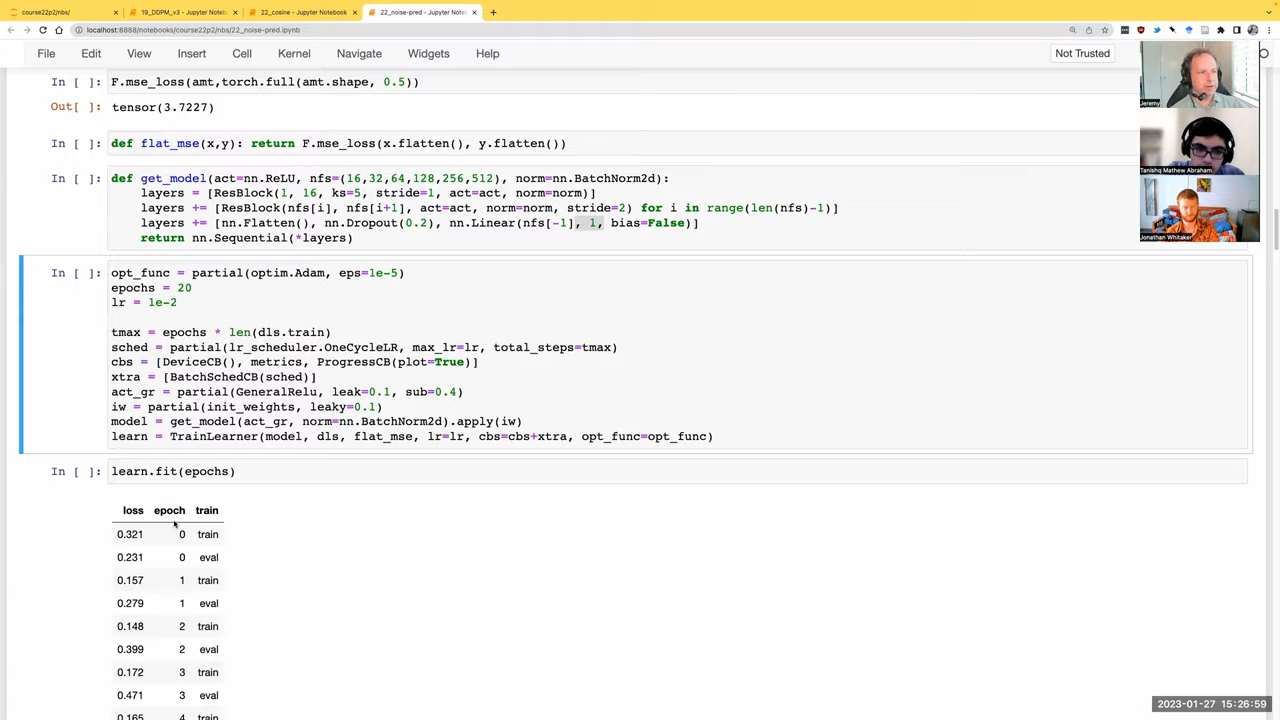 course22p2/nbs/
19_DDPM_v3 - Jupyter Notebook
22_cosine - Jupyter Notebook
22_noise-pred - Jupyter Notebook
localhost:8888/notebooks/course22p2/nbs/22_noise-pred.ipynb
File Edit View Insert Cell Kernel Navigate Widgets Help
Not Trusted
In [ ]: F.mse_loss(amt,torch.full(amt.shape, 0.5))
Out[ ]: tensor(3.7227)
In [ ]: def flat_mse(x,y): return F.mse_loss(x.flatten(), y.flatten())
In [ ]: def get_model(act=nn.ReLU, nfs=(16,32,64,128,256,512), norm=nn.BatchNorm2d):
layers = [ResBlock(1, 16, ks=5, stride=1, act=act, norm=norm)]
layers += [ResBlock(nfs[i], nfs[i+1], act=act, norm=norm, stride=2) for i in range(len(nfs)-1)]
layers += [nn.Flatten(), nn.Dropout(0.2), nn.Linear(nfs[-1], 1, bias=False)]
return nn.Sequential(*layers)
In [ ]: opt_func = partial(optim.Adam, eps=1e-5)
epochs = 20
lr = 1e-2
tmax = epochs * len(dls.train)
sched = partial(lr_scheduler.OneCycleLR, max_lr=lr, total_steps=tmax)
cbs = [DeviceCB(), metrics, ProgressCB(plot=True)]
xtra = [BatchSchedCB(sched)]
act_gr = partial(GeneralRelu, leak=0.1, sub=0.4)
iw = partial(init_weights, leaky=0.1)
model = get_model(act_gr, norm=nn.BatchNorm2d).apply(iw)
learn = TrainLearner(model, dls, flat_mse, lr=lr, cbs=cbs+xtra, opt_func=opt_func)
In [ ]: learn.fit(epochs)
loss epoch train
0.321 0 train
0.231 0 eval
0.157 1 train
0.279 1 eval
0.148 2 train
0.399 2 eval
0.172 3 train
0.471 3 eval
0.165 4 train
Jeremy
Tanishq Mathew Abraham
Jonathan Whitaker
2023-01-27 15:26:59